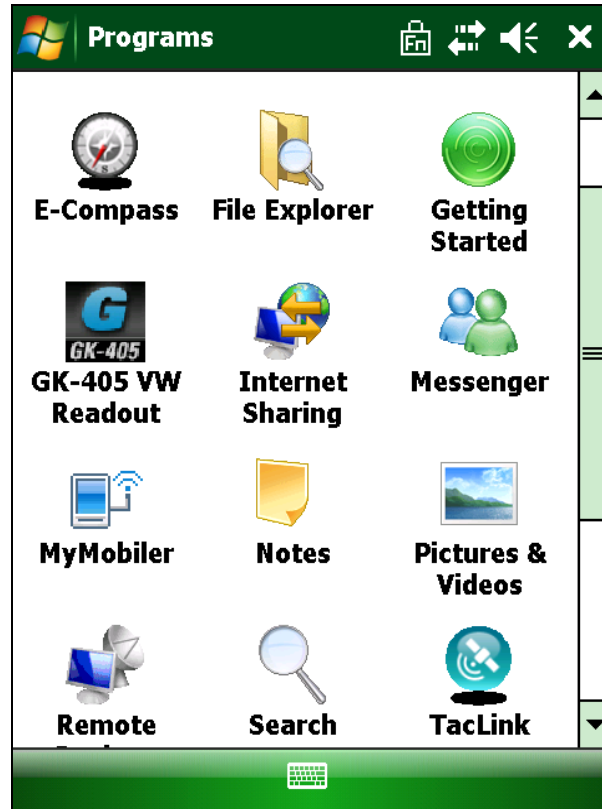 Programs
Fn
E-Compass
File Explorer
Getting
Started
G
GK-405
GK-405 VW
Readout
Internet
Sharing
Messenger
MyMobiler
Notes
Pictures &
Videos
Remote
Search
TacLink